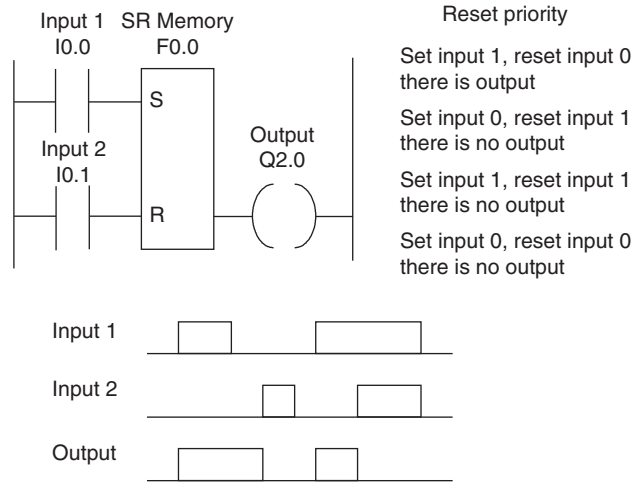 Input 1
I0.0
SR Memory
F0.0
S
Input 2
I0.1
R
Output
Q2.0
Reset priority
Set input 1, reset input 0
there is output
Set input 0, reset input 1
there is no output
Set input 1, reset input 1
there is no output
Set input 0, reset input 0
there is no output
Input 1
Input 2
Output